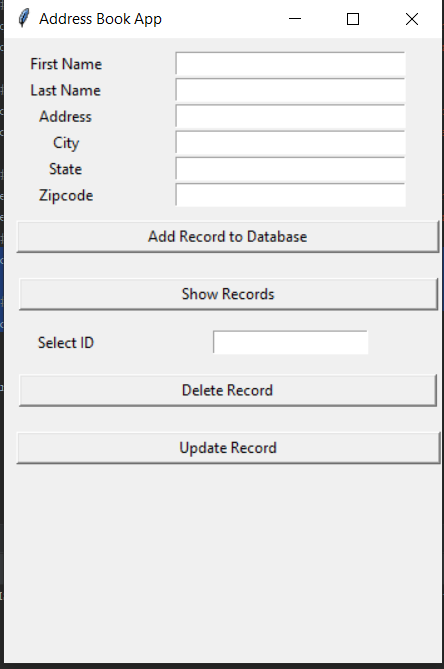 Address Book App
First Name
Last Name
Address
City
State
Zipcode
Add Record to Database
Show Records
Select ID
Delete Record
Update Record